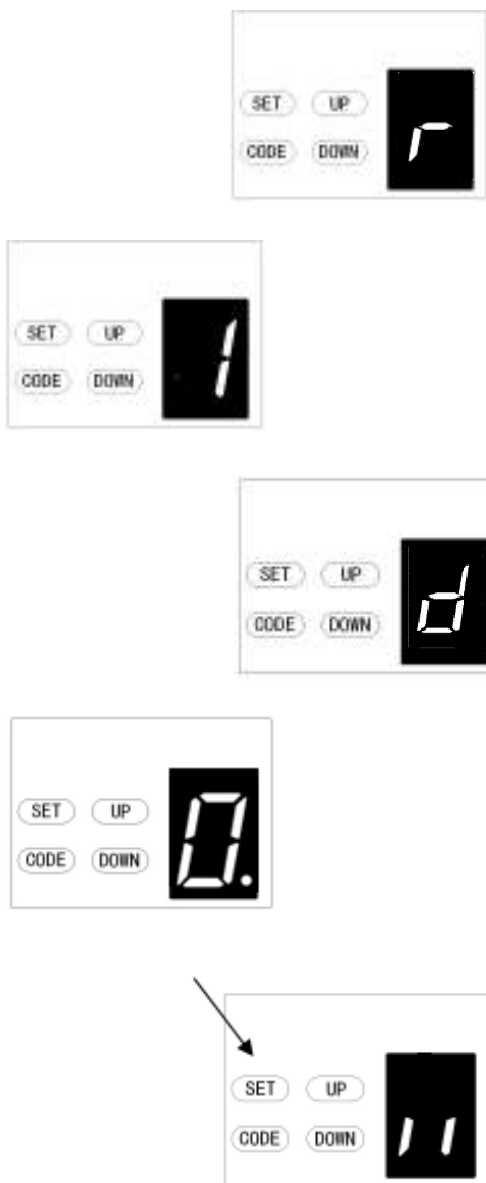 SET UP
CODE DOWN
r
SET UP
CODE DOWN
1
SET UP
CODE DOWN
d
SET UP
CODE DOWN
0.
SET UP
CODE DOWN
ıı